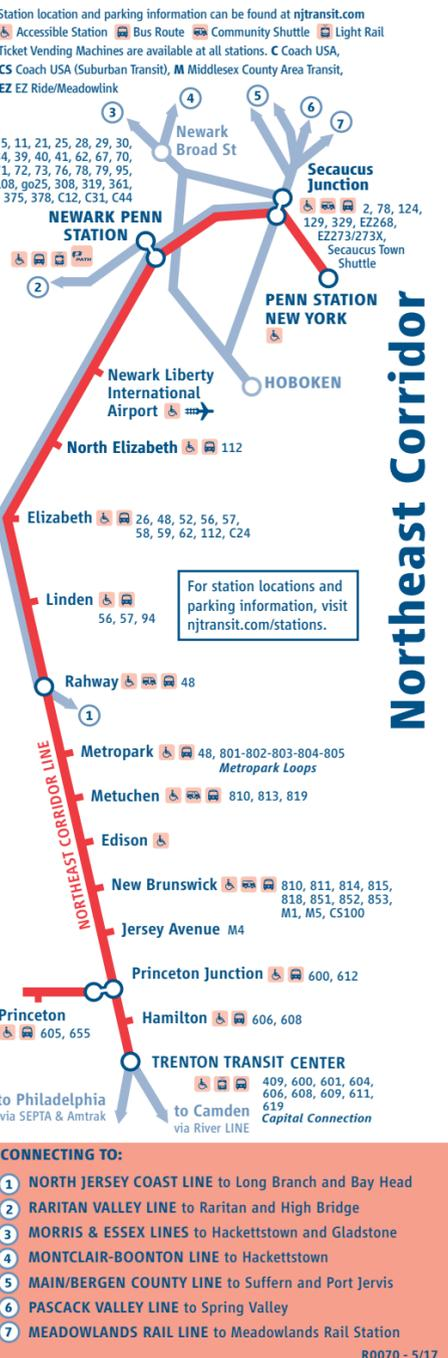 Station location and parking information can be found at njtransit.com
Accessible Station Bus Route Community Shuttle Light Rail
Ticket Vending Machines are available at all stations. C Coach USA,
CS Coach USA (Suburban Transit), M Middlesex County Area Transit,
EZ EZ Ride/Meadowlink
3
4
5
6
7
Newark
Broad St
5, 11, 21, 25, 28, 29, 30,
34, 39, 40, 41, 62, 67, 70,
71, 72, 73, 76, 78, 79, 95,
108, go25, 308, 319, 361,
375, 378, C12, C31, C44
NEWARK PENN
STATION
PATH
2
Secaucus
Junction
2, 78, 124,
129, 329, EZ268,
EZ273/273X,
Secaucus Town
Shuttle
PENN STATION
NEW YORK
HOBOKEN
Northeast Corridor
Newark Liberty
International
Airport
North Elizabeth 112
Elizabeth 26, 48, 52, 56, 57,
58, 59, 62, 112, C24
Linden
56, 57, 94
For station locations and
parking information, visit
njtransit.com/stations.
Rahway 48
1
NORTHEAST CORRIDOR LINE
Metropark 48, 801-802-803-804-805
Metropark Loops
Metuchen 810, 813, 819
Edison
New Brunswick 810, 811, 814, 815,
818, 851, 852, 853,
M1, M5, CS100
Jersey Avenue M4
Princeton Junction 600, 612
Princeton
605, 655
Hamilton 606, 608
TRENTON TRANSIT CENTER
409, 600, 601, 604,
606, 608, 609, 611,
619
Capital Connection
to Philadelphia
via SEPTA & Amtrak
to Camden
via River LINE
CONNECTING TO:
1 NORTH JERSEY COAST LINE to Long Branch and Bay Head
2 RARITAN VALLEY LINE to Raritan and High Bridge
3 MORRIS & ESSEX LINES to Hackettstown and Gladstone
4 MONTCLAIR-BOONTON LINE to Hackettstown
5 MAIN/BERGEN COUNTY LINE to Suffern and Port Jervis
6 PASCACK VALLEY LINE to Spring Valley
7 MEADOWLANDS RAIL LINE to Meadowlands Rail Station
R0070 - 5/17